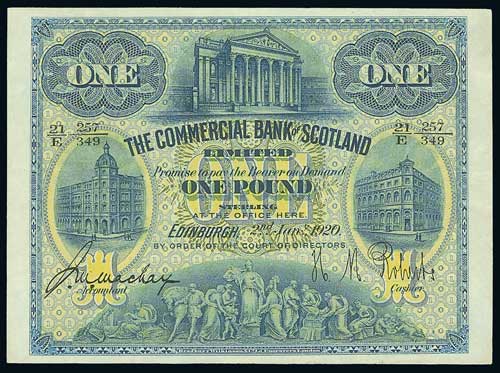 ONE ONE
21/E 257/349 21/E 257/349
THE COMMERCIAL BANK OF SCOTLAND
LIMITED
Promise to pay the Bearer on Demand
ONE POUND
STERLING
AT THE OFFICE HERE.
EDINBURGH 2nd Jany. 1920.
BY ORDER OF THE COURT OF DIRECTORS.
Accountant Cashier